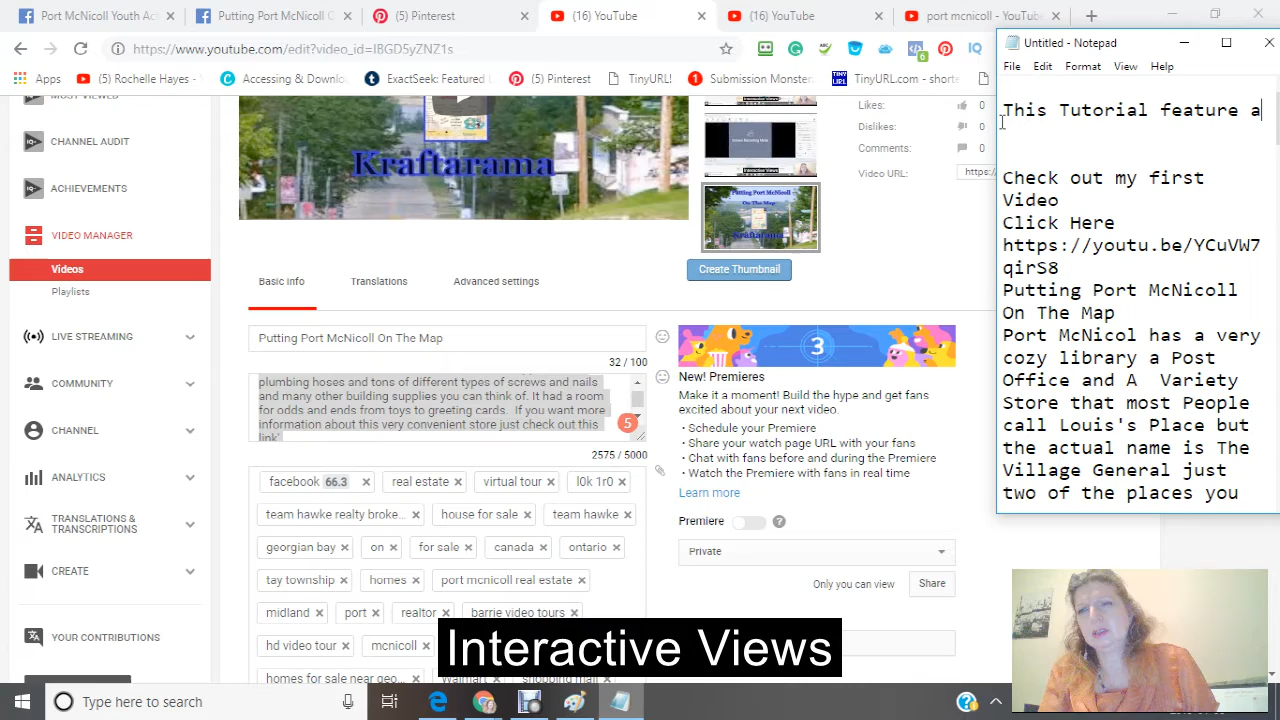 Port McNicoll Youth Act
Putting Port McNicoll O
(5) Pinterest
(16) YouTube
(16) YouTube
port mcnicoll - YouTube
https://www.youtube.com/edit?video_id=IBGD5yZNZ1s
6
IQ
Apps
Rochelle Hayes -
Accessing & Downlo
ExactSeek: Featured L
(5) Pinterest
TinyURL!
Submission Monster
TinyURL.com - shorte
Untitled - Notepad
File Edit Format View Help
This Tutorial feature a
Check out my first
Video
Click Here
https://youtu.be/YCuVW7
qirS8
Putting Port McNicoll
On The Map
Port McNicol has a very
cozy library a Post
Office and A Variety
Store that most People
call Louis's Place but
the actual name is The
Village General just
two of the places you
MOST VIEWED
CHANNEL AUDIT
ACHIEVEMENTS
VIDEO MANAGER
Videos
Playlists
LIVE STREAMING
COMMUNITY
CHANNEL
ANALYTICS
TRANSLATIONS &
TRANSCRIPTIONS
CREATE
YOUR CONTRIBUTIONS
Kraftarama
Putting Port McNicoll
On The Map
Kraftarama
Likes: 0
Dislikes: 0
Comments: 0
Video URL: https:/
Create Thumbnail
Basic info
Translations
Advanced settings
Putting Port McNicoll On The Map
32 / 100
plumbing hoses and tons of different types of screws and nails
and many other building supplies you can think of. It had a room
for odds and ends from toys to greeting cards. If you want more
information about this very convenient store just check out this
link
5
2575 / 5000
facebook 66.3
real estate
virtual tour
l0k 1r0
team hawke realty broke...
house for sale
team hawke
georgian bay
on
for sale
canada
ontario
tay township
homes
port mcnicoll real estate
midland
port
realtor
barrie video tours
hd video tour
mcnicoll
homes for sale near geo...
Walmart
shopping mall
3
New! Premieres
Make it a moment! Build the hype and get fans
excited about your next video.
• Schedule your Premiere
• Share your watch page URL with your fans
• Chat with fans before and during the Premiere
• Watch the Premiere with fans in real time
Learn more
Premiere
Private
Only you can view
Share
Interactive Views
Type here to search